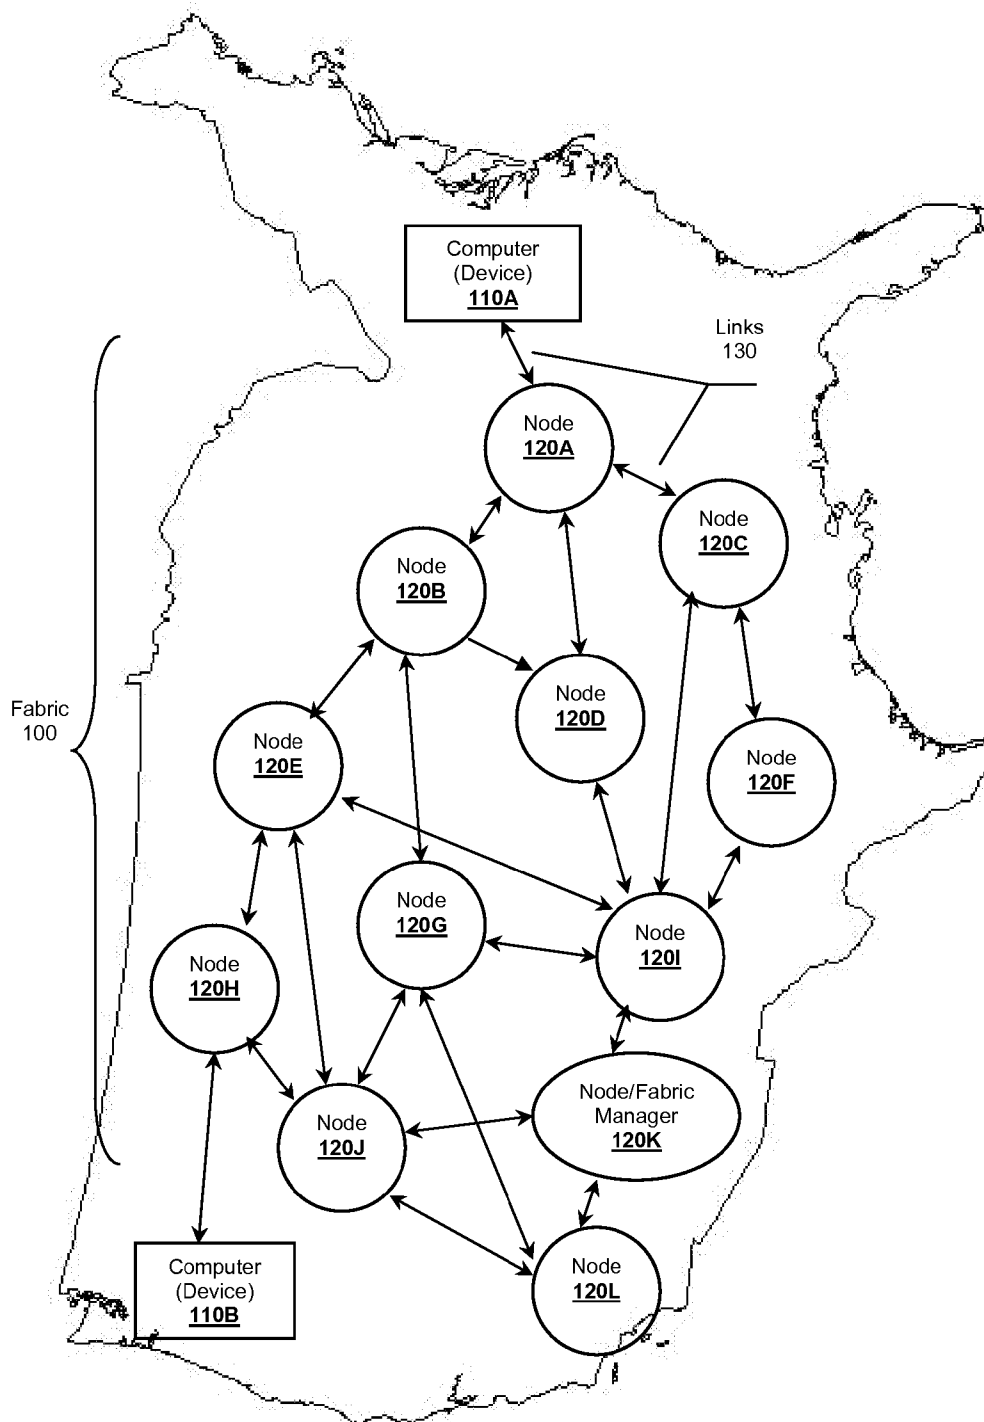 Computer
(Device)
110A
Links
130
Node
120A
Node
120C
Node
120B
Node
120D
Fabric
100
Node
120E
Node
120F
Node
120G
Node
120I
Node
120H
Node/Fabric
Manager
120K
Node
120J
Computer
(Device)
110B
Node
120L